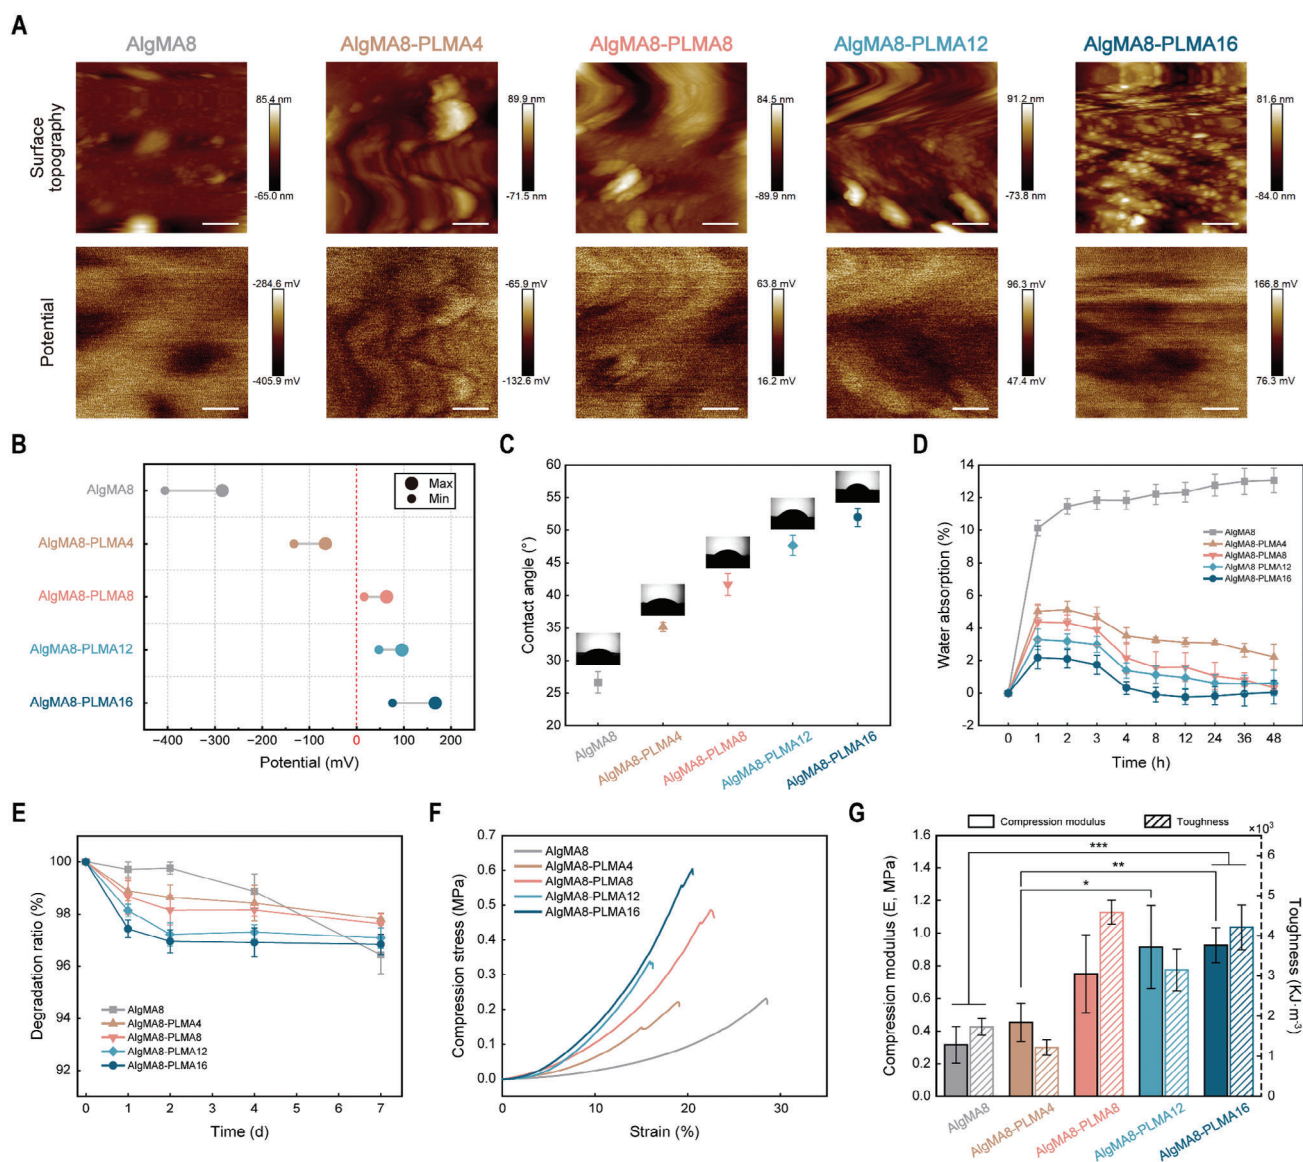 A
AlgMA8
AlgMA8-PLMA4
AlgMA8-PLMA8
AlgMA8-PLMA12
AlgMA8-PLMA16
Surface
topography
85.4 nm
-65.0 nm
89.9 nm
-71.5 nm
84.5 nm
-89.9 nm
91.2 nm
-73.8 nm
81.6 nm
-84.0 nm
Potential
-284.6 mV
-405.9 mV
-65.9 mV
-132.6 mV
63.8 mV
16.2 mV
96.3 mV
47.4 mV
166.8 mV
76.3 mV
B
AlgMA8
AlgMA8-PLMA4
AlgMA8-PLMA8
AlgMA8-PLMA12
AlgMA8-PLMA16
Max
Min
−400 −300 −200 −100 0 100 200
Potential (mV)
C
Contact angle (°)
60
55
50
45
40
35
30
25
20
AlgMA8
AlgMA8-PLMA4
AlgMA8-PLMA8
AlgMA8-PLMA12
AlgMA8-PLMA16
D
Water absorption (%)
14
12
10
8
6
4
2
0
-2
AlgMA8
AlgMA8-PLMA4
AlgMA8-PLMA8
AlgMA8-PLMA12
AlgMA8-PLMA16
0 1 2 3 4 8 12 24 36 48
Time (h)
E
Degradation ratio (%)
100
98
96
94
92
AlgMA8
AlgMA8-PLMA4
AlgMA8-PLMA8
AlgMA8-PLMA12
AlgMA8-PLMA16
0 1 2 3 4 5 6 7
Time (d)
F
Compression stress (MPa)
0.7
0.6
0.5
0.4
0.3
0.2
0.1
0.0
AlgMA8
AlgMA8-PLMA4
AlgMA8-PLMA8
AlgMA8-PLMA12
AlgMA8-PLMA16
0 10 20 30
Strain (%)
G
Compression modulus
Toughness
×10³
Compression modulus (E, MPa)
1.6
1.4
1.2
1.0
0.8
0.6
0.4
0.2
0.0
***
**
*
6
5
4
3
2
1
0
Toughness (KJ·m⁻³)
AlgMA8
AlgMA8-PLMA4
AlgMA8-PLMA8
AlgMA8-PLMA12
AlgMA8-PLMA16